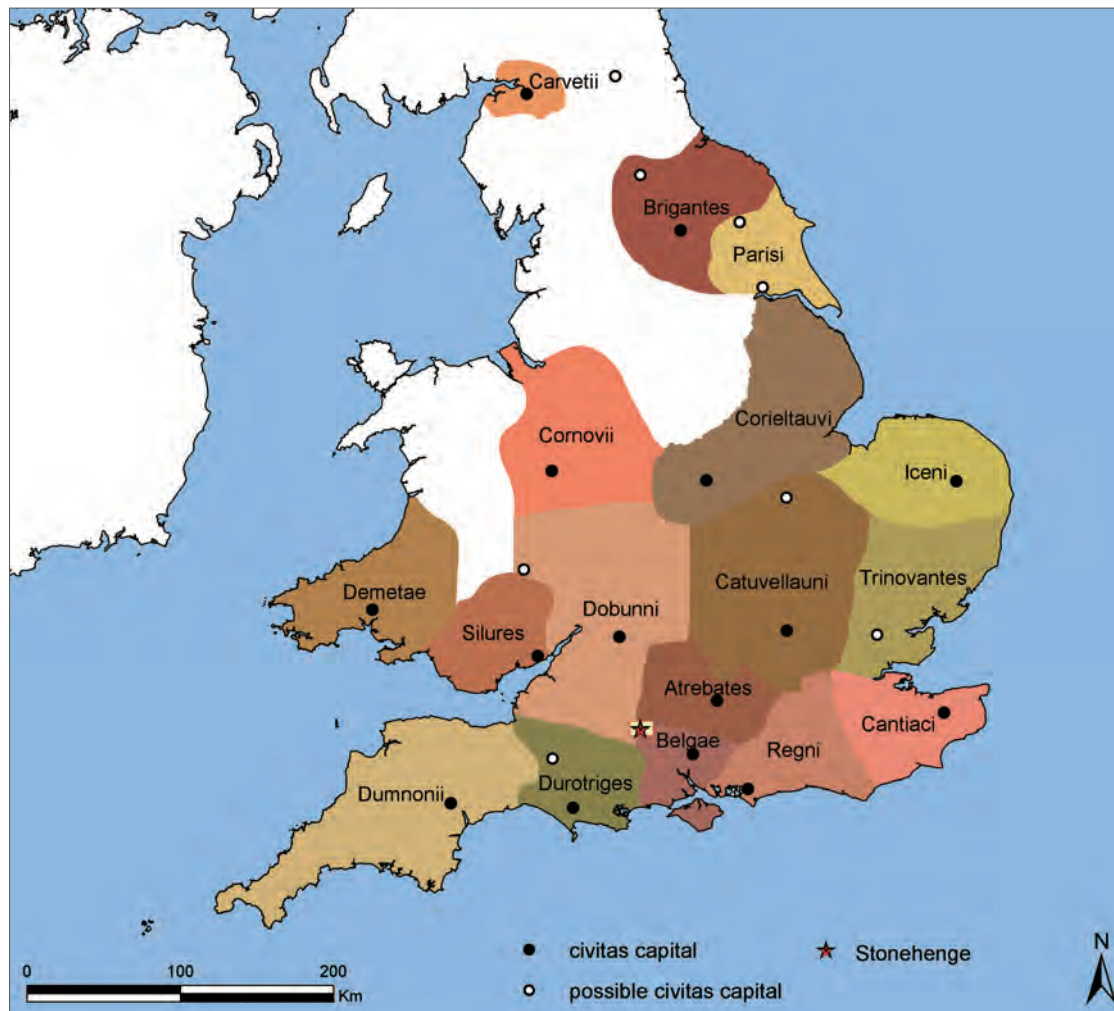 Carvetii
Brigantes
Parisi
Corieltauvi
Cornovii
Iceni
Catuvellauni
Trinovantes
Demetae
Dobunni
Silures
Atrebates
Cantiaci
Belgae
Regni
Durotriges
Dumnonii
civitas capital
Stonehenge
possible civitas capital
0 100 200
Km
N